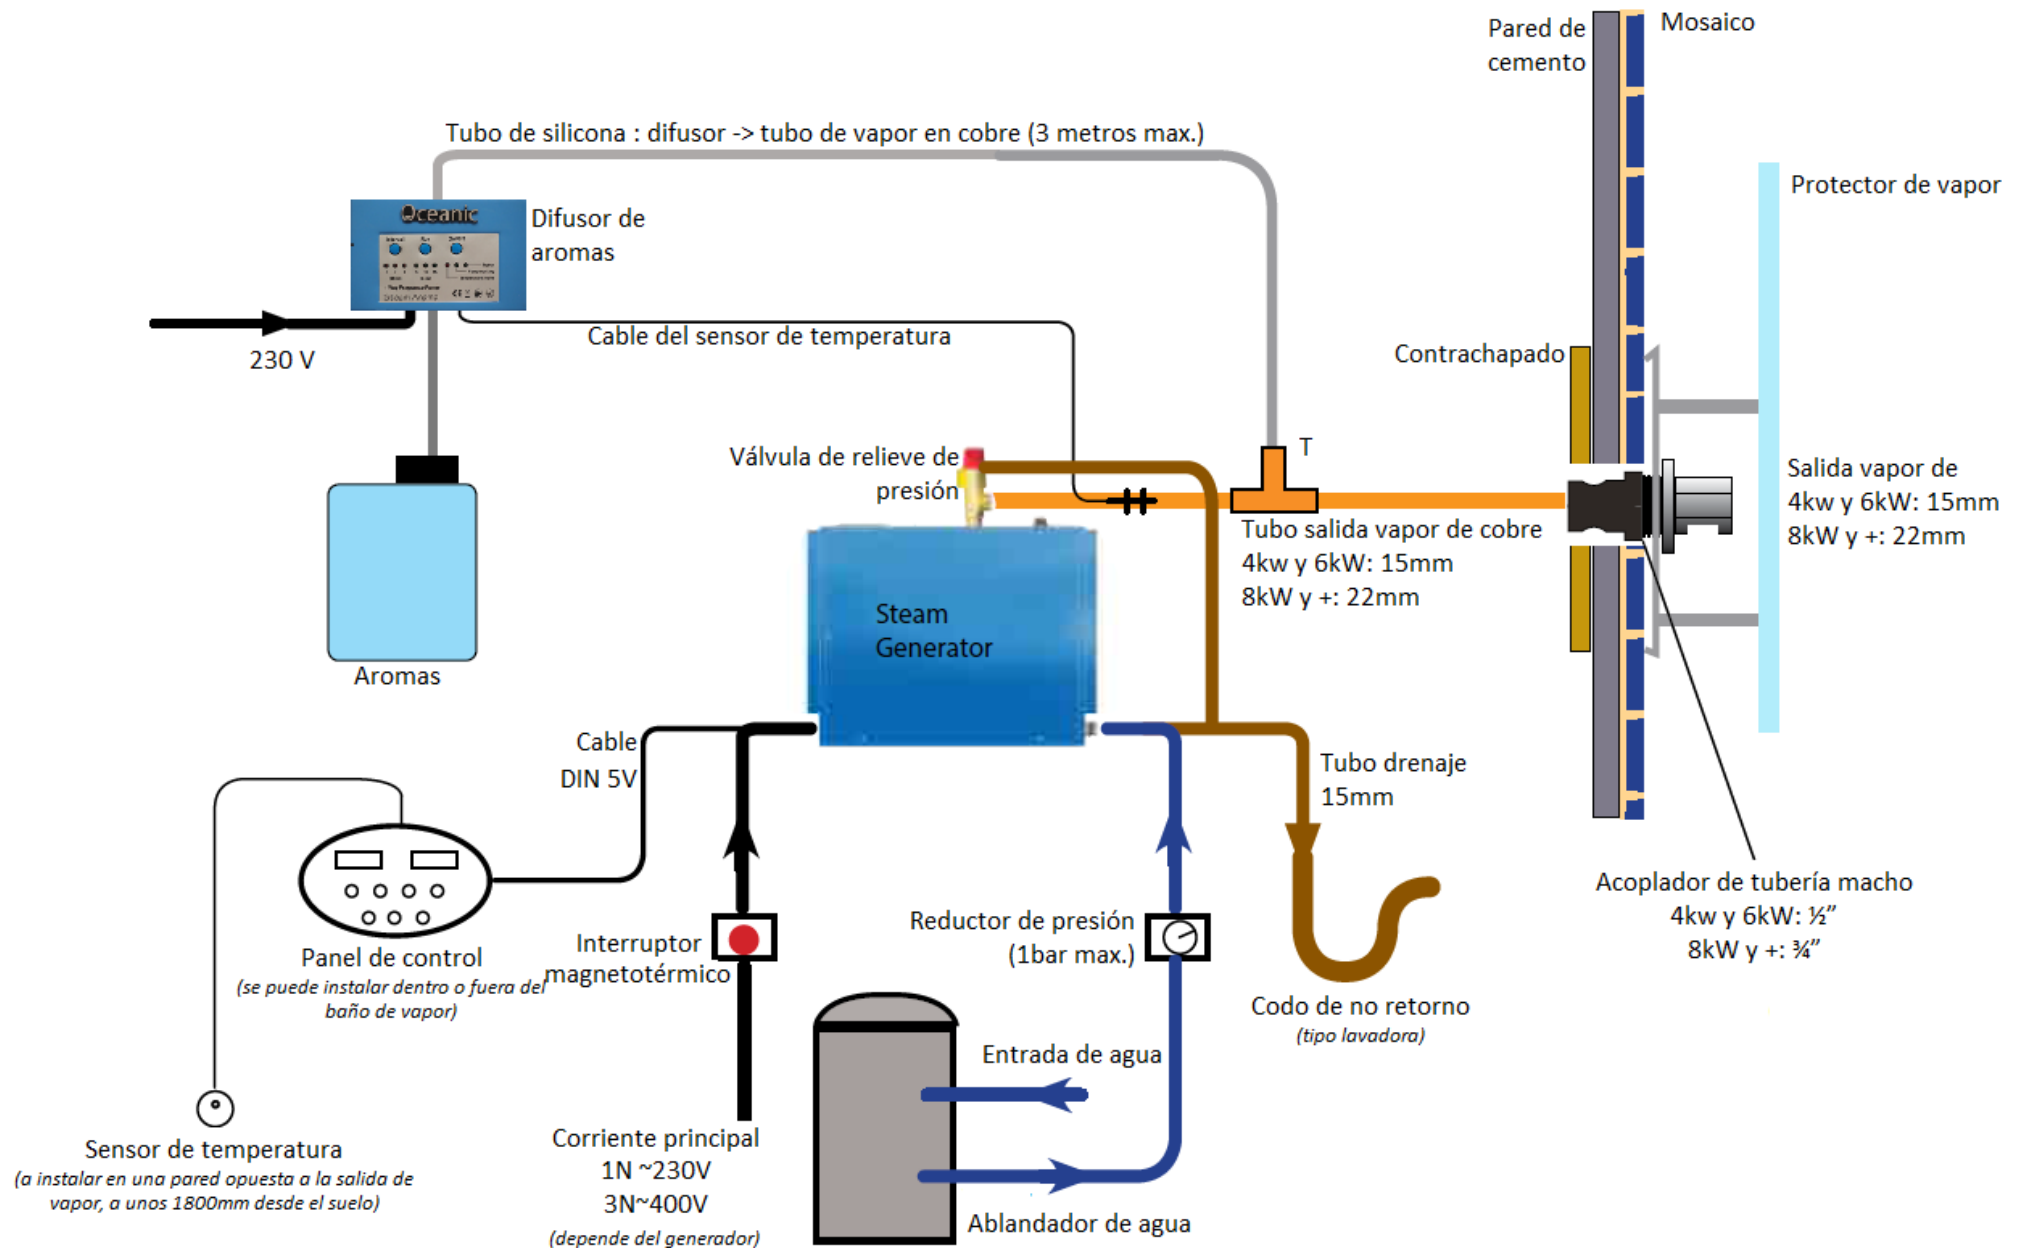 Pared de
cemento
Mosaico
Tubo de silicona : difusor -> tubo de vapor en cobre (3 metros max.)
Protector de vapor
Oceanic
Difusor de
aromas
230 V
Cable del sensor de temperatura
Contrachapado
T
Válvula de relieve de
presión
Salida vapor de
4kw y 6kW: 15mm
8kW y +: 22mm
Tubo salida vapor de cobre
4kw y 6kW: 15mm
8kW y +: 22mm
Steam
Generator
Aromas
Cable
DIN 5V
Tubo drenaje
15mm
Acoplador de tubería macho
4kw y 6kW: ½”
8kW y +: ¾”
Panel de control
(se puede instalar dentro o fuera del
baño de vapor)
Interruptor
magnetotérmico
Reductor de presión
(1bar max.)
Codo de no retorno
(tipo lavadora)
Entrada de agua
Sensor de temperatura
(a instalar en una pared opuesta a la salida de
vapor, a unos 1800mm desde el suelo)
Corriente principal
1N ~230V
3N~400V
(depende del generador)
Ablandador de agua